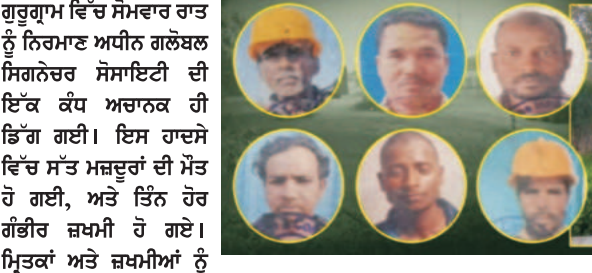 ਗੁਰੂਗ੍ਰਾਮ ਵਿੱਚ ਸੋਮਵਾਰ ਰਾਤ
ਨੂੰ ਨਿਰਮਾਣ ਅਧੀਨ ਗਲੋਬਲ
ਸਿਗਨੇਚਰ ਸੋਸਾਇਟੀ ਦੀ
ਇੱਕ ਕੰਧ ਅਚਾਨਕ ਹੀ
ਡਿੱਗ ਗਈ। ਇਸ ਹਾਦਸੇ
ਵਿੱਚ ਸੱਤ ਮਜ਼ਦੂਰਾਂ ਦੀ ਮੌਤ
ਹੋ ਗਈ, ਅਤੇ ਤਿੰਨ ਹੋਰ
ਗੰਭੀਰ ਜ਼ਖਮੀ ਹੋ ਗਏ।
ਮ੍ਰਿਤਕਾਂ ਅਤੇ ਜ਼ਖਮੀਆਂ ਨੂੰ